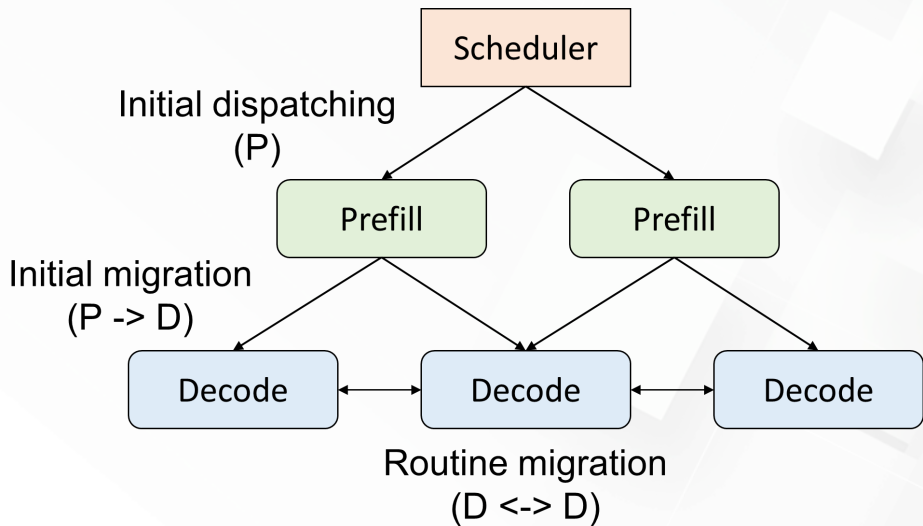 Scheduler
Initial dispatching
(P)
Prefill
Prefill
Initial migration
(P -> D)
Decode
Decode
Decode
Routine migration
(D <-> D)